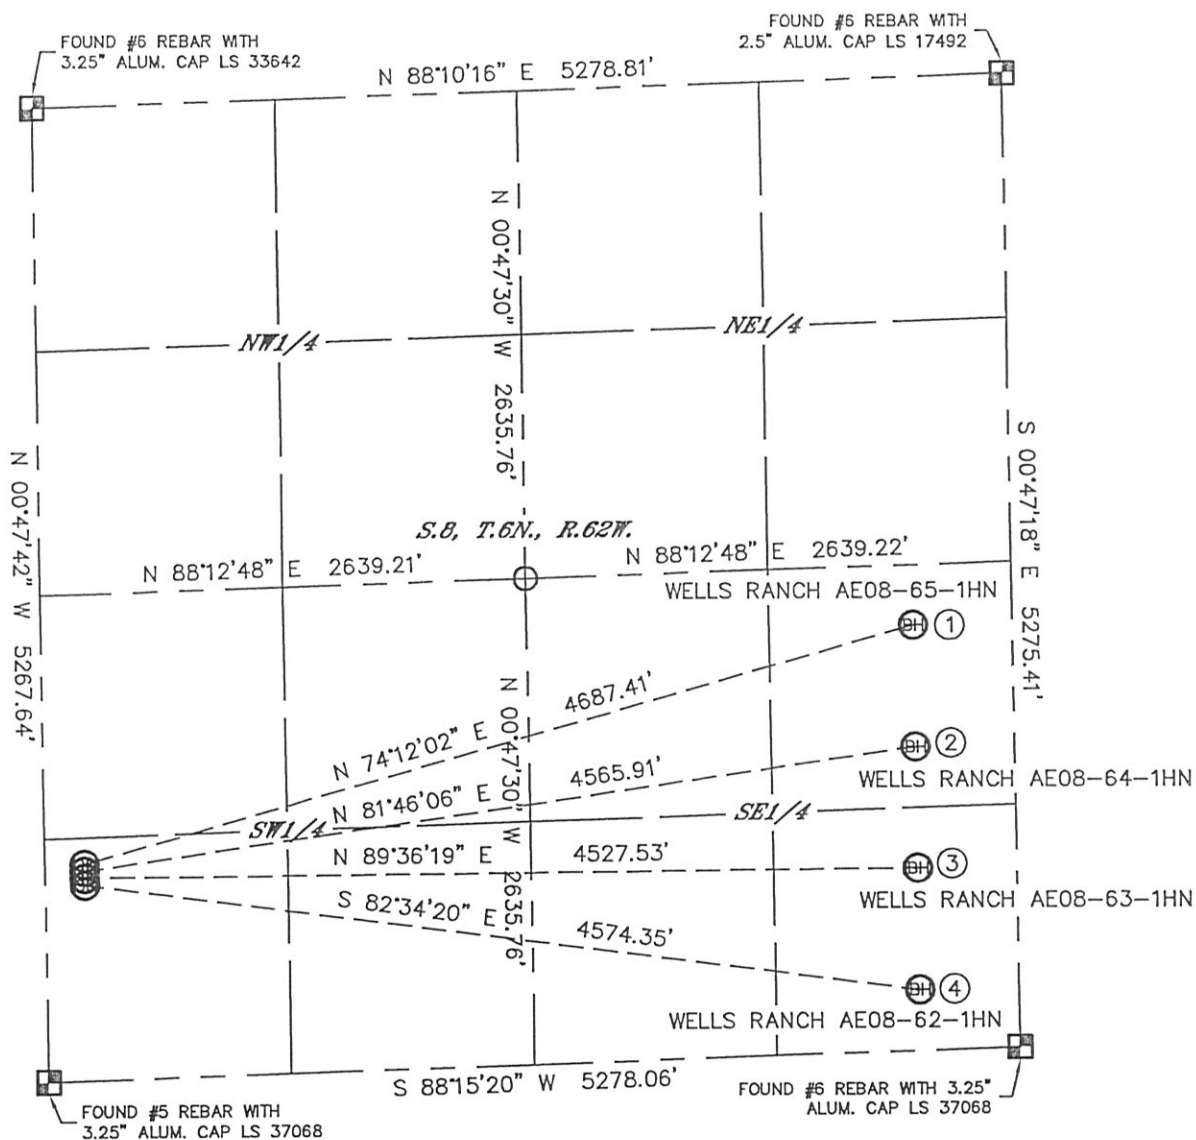 FOUND #6 REBAR WITH
3.25" ALUM. CAP LS 33642
FOUND #6 REBAR WITH
2.5" ALUM. CAP LS 17492
N 88°10'16" E 5278.81'
N 00°47'30" W 2635.76'
NW1/4
NE1/4
N 00°47'42" W 5267.64'
S 00°47'18" E 5275.41'
S.8, T.6N., R.62W.
N 88°12'48" E 2639.21'
N 88°12'48" E 2639.22'
WELLS RANCH AE08-65-1HN
BH 1
N 74°12'02" E 4687.41'
N 00°47'30" W 2635.76'
BH 2
N 81°46'06" E 4565.91'
WELLS RANCH AE08-64-1HN
SW1/4
SE1/4
N 89°36'19" E 4527.53'
BH 3
WELLS RANCH AE08-63-1HN
S 82°34'20" E 4574.35'
BH 4
WELLS RANCH AE08-62-1HN
S 88°15'20" W 5278.06'
FOUND #5 REBAR WITH
3.25" ALUM. CAP LS 37068
FOUND #6 REBAR WITH 3.25"
ALUM. CAP LS 37068